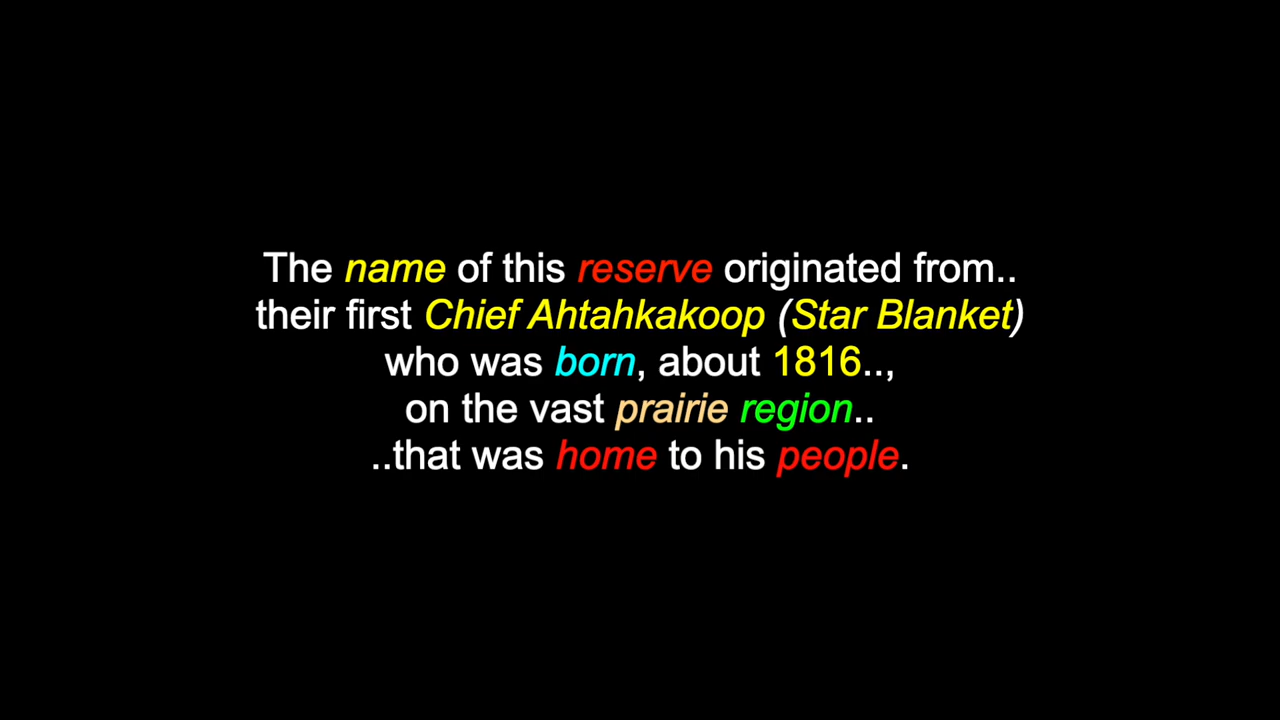 The name of this reserve originated from..
their first Chief Ahtahkakoop (Star Blanket)
who was born, about 1816..,
on the vast prairie region..
..that was home to his people.